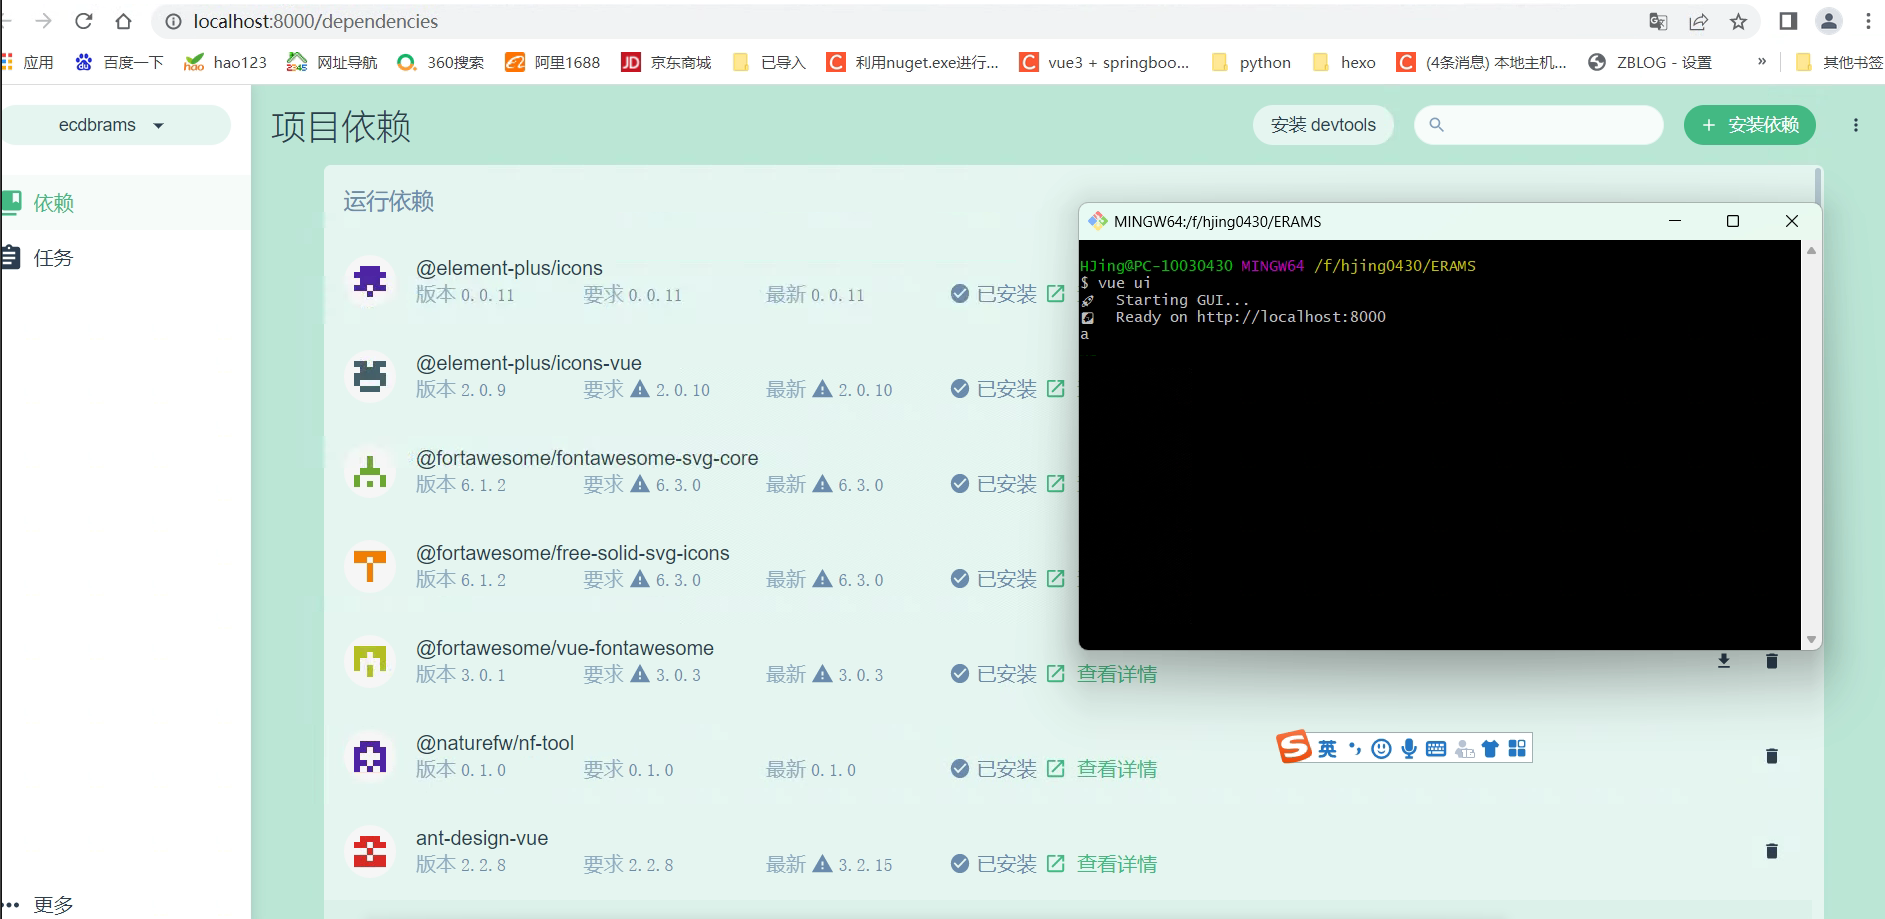 localhost:8000/dependencies
应用 百度一下 hao123 网址导航 360搜索 阿里1688 京东商城 已导入 利用nuget.exe进行... vue3 + springboo... python hexo (4条消息) 本地主机... ZBLOG - 设置 » 其他书签
ecdbrams
项目依赖
安装 devtools
+ 安装依赖
依赖
任务
更多
运行依赖
@element-plus/icons
版本 0.0.11 要求 0.0.11 最新 0.0.11 已安装
@element-plus/icons-vue
版本 2.0.9 要求 2.0.10 最新 2.0.10 已安装
@fortawesome/fontawesome-svg-core
版本 6.1.2 要求 6.3.0 最新 6.3.0 已安装
@fortawesome/free-solid-svg-icons
版本 6.1.2 要求 6.3.0 最新 6.3.0 已安装
@fortawesome/vue-fontawesome
版本 3.0.1 要求 3.0.3 最新 3.0.3 已安装 查看详情
@naturefw/nf-tool
版本 0.1.0 要求 0.1.0 最新 0.1.0 已安装 查看详情
ant-design-vue
版本 2.2.8 要求 2.2.8 最新 3.2.15 已安装 查看详情
MINGW64:/f/hjing0430/ERAMS
HJing@PC-10030430 MINGW64 /f/hjing0430/ERAMS
$ vue ui
Starting GUI...
Ready on http://localhost:8000
a
英